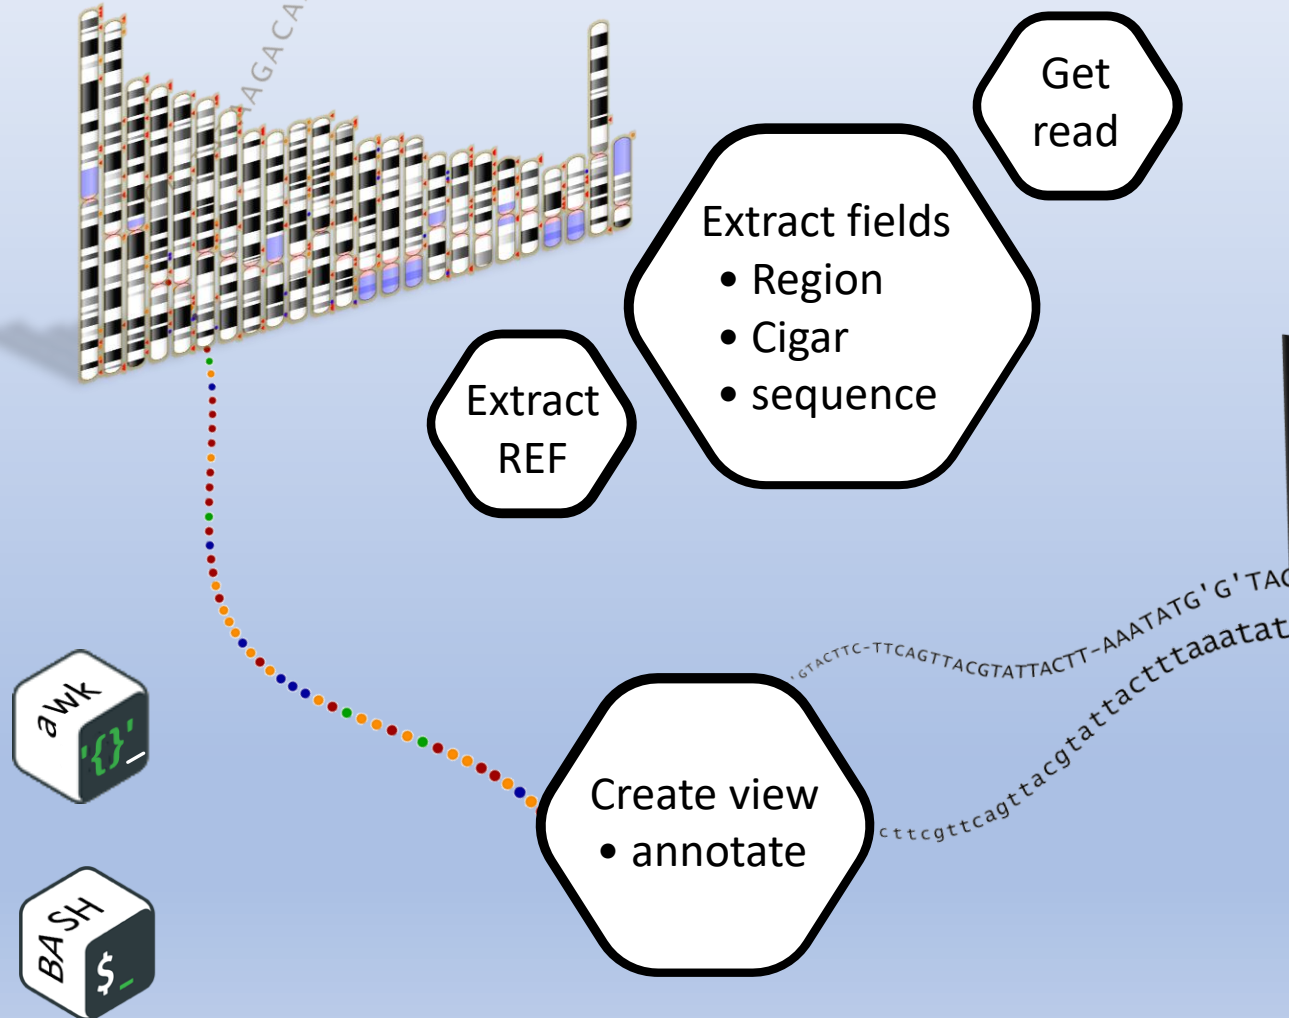 AAGACA
Get
read
Extract fields
• Region
• Cigar
• sequence
Extract
REF
'GTACTTC-TTCAGTTACGTATTACTT-AAATATG'G'TAC
cttcgttcagttacgtattactttaaatat
awk
'{}'_
Create view
• annotate
BASH
$_